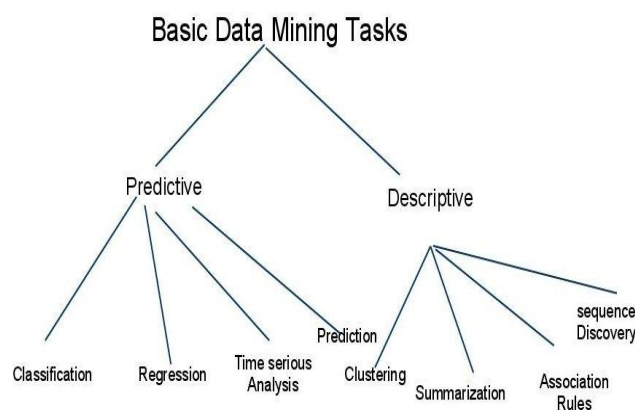 Basic Data Mining Tasks
Predictive
Descriptive
Classification
Regression
Time serious
Analysis
Prediction
Clustering
Summarization
Association
Rules
sequence
Discovery